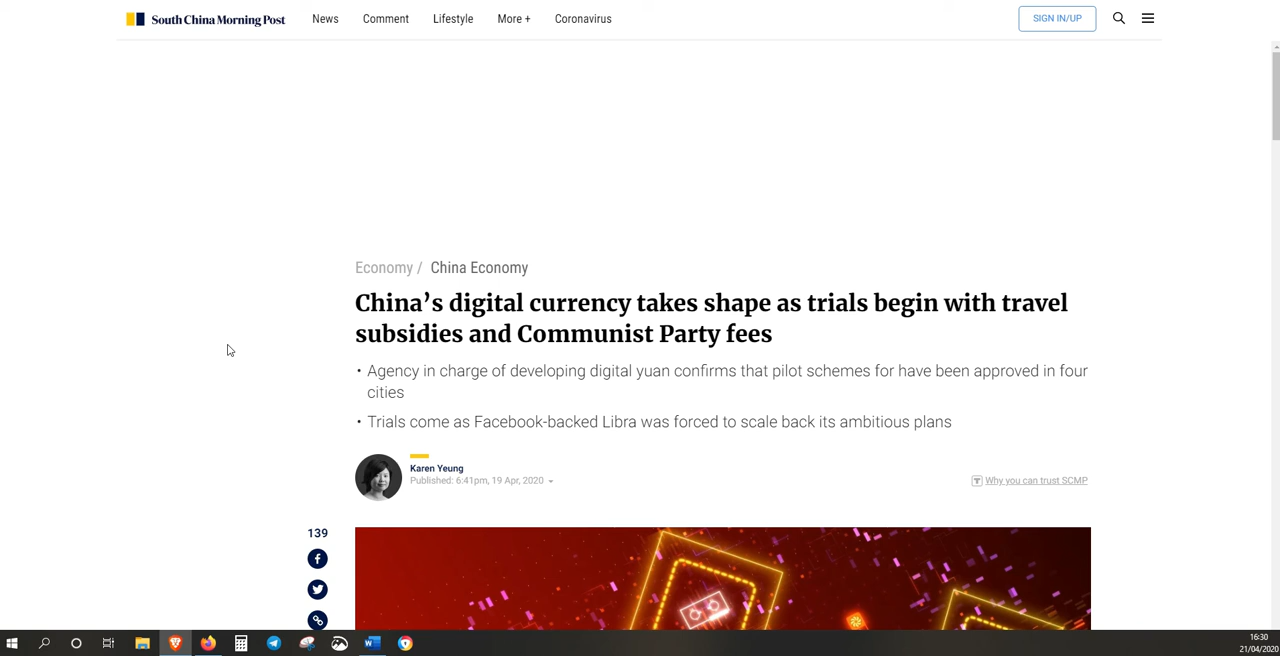 South China Morning Post
News
Comment
Lifestyle
More +
Coronavirus
SIGN IN/UP
Economy / China Economy
China’s digital currency takes shape as trials begin with travel
subsidies and Communist Party fees
• Agency in charge of developing digital yuan confirms that pilot schemes for have been approved in four
cities
• Trials come as Facebook-backed Libra was forced to scale back its ambitious plans
Karen Yeung
Published: 6:41pm, 19 Apr, 2020
Why you can trust SCMP
139
16:30
21/04/2020